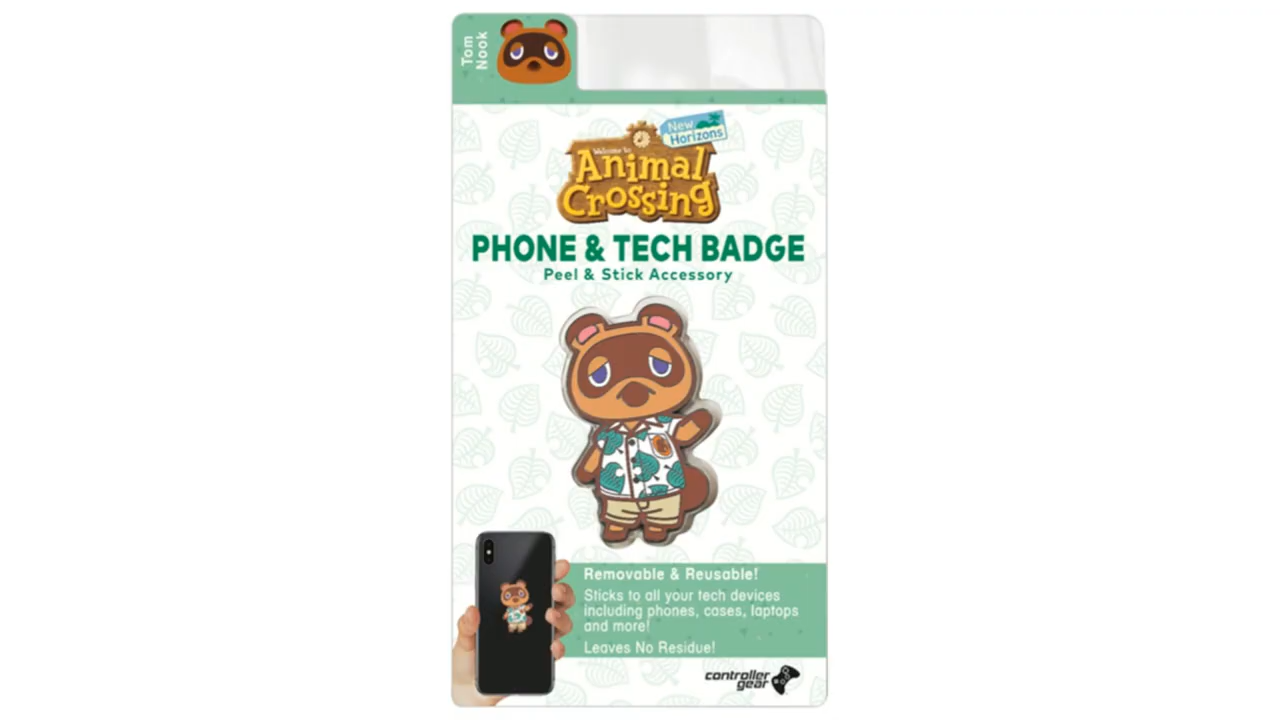 Tom
Nook
New
Horizons
Welcome to
Animal
Crossing
PHONE & TECH BADGE
Peel & Stick Accessory
Removable & Reusable!
Sticks to all your tech devices
including phones, cases, laptops
and more!
Leaves No Residue!
controller
gear